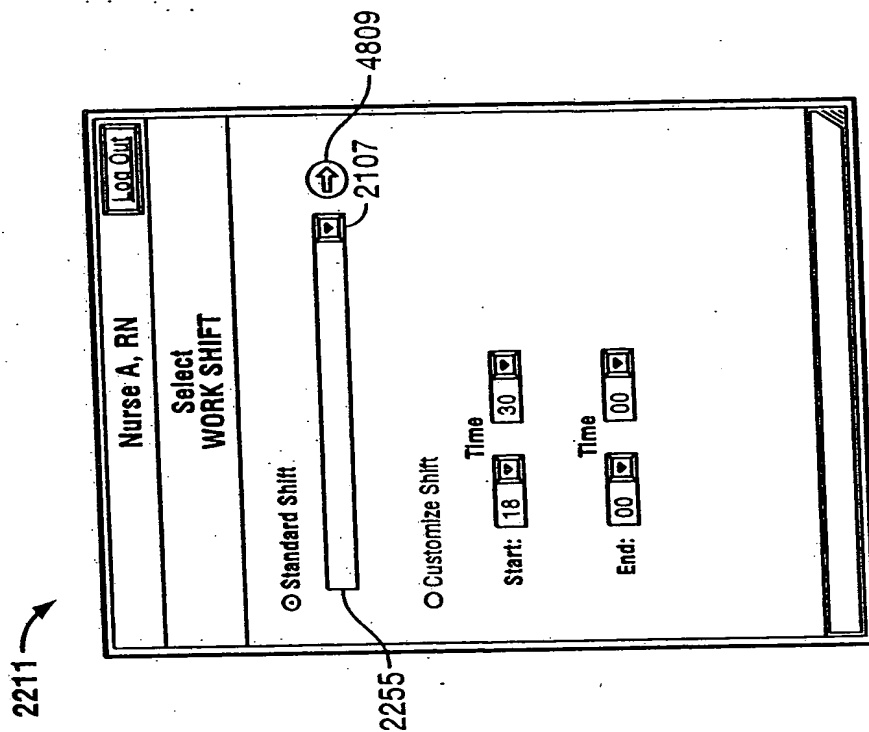 2211
Nurse A, RN
Log Out
Select
WORK SHIFT
Standard Shift
4809
2107
2255
Customize Shift
Time
Start: 18 30
Time
End: 00 00